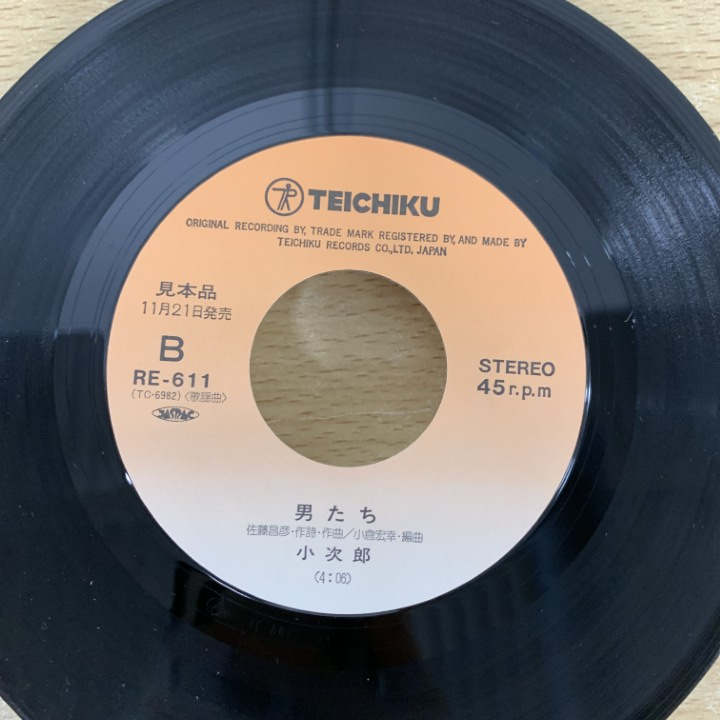 TEICHIKU
ORIGINAL RECORDING BY, TRADE MARK REGISTERED BY, AND MADE BY
TEICHIKU RECORDS CO.,LTD. JAPAN
見本品
11月21日発売
B
RE-611
(TC-6982)〈歌謡曲〉
JASRAC
STEREO
45 r.p.m
男たち
佐藤昌彦・作詩・作曲／小倉宏幸・編曲
小次郎
(4:06)